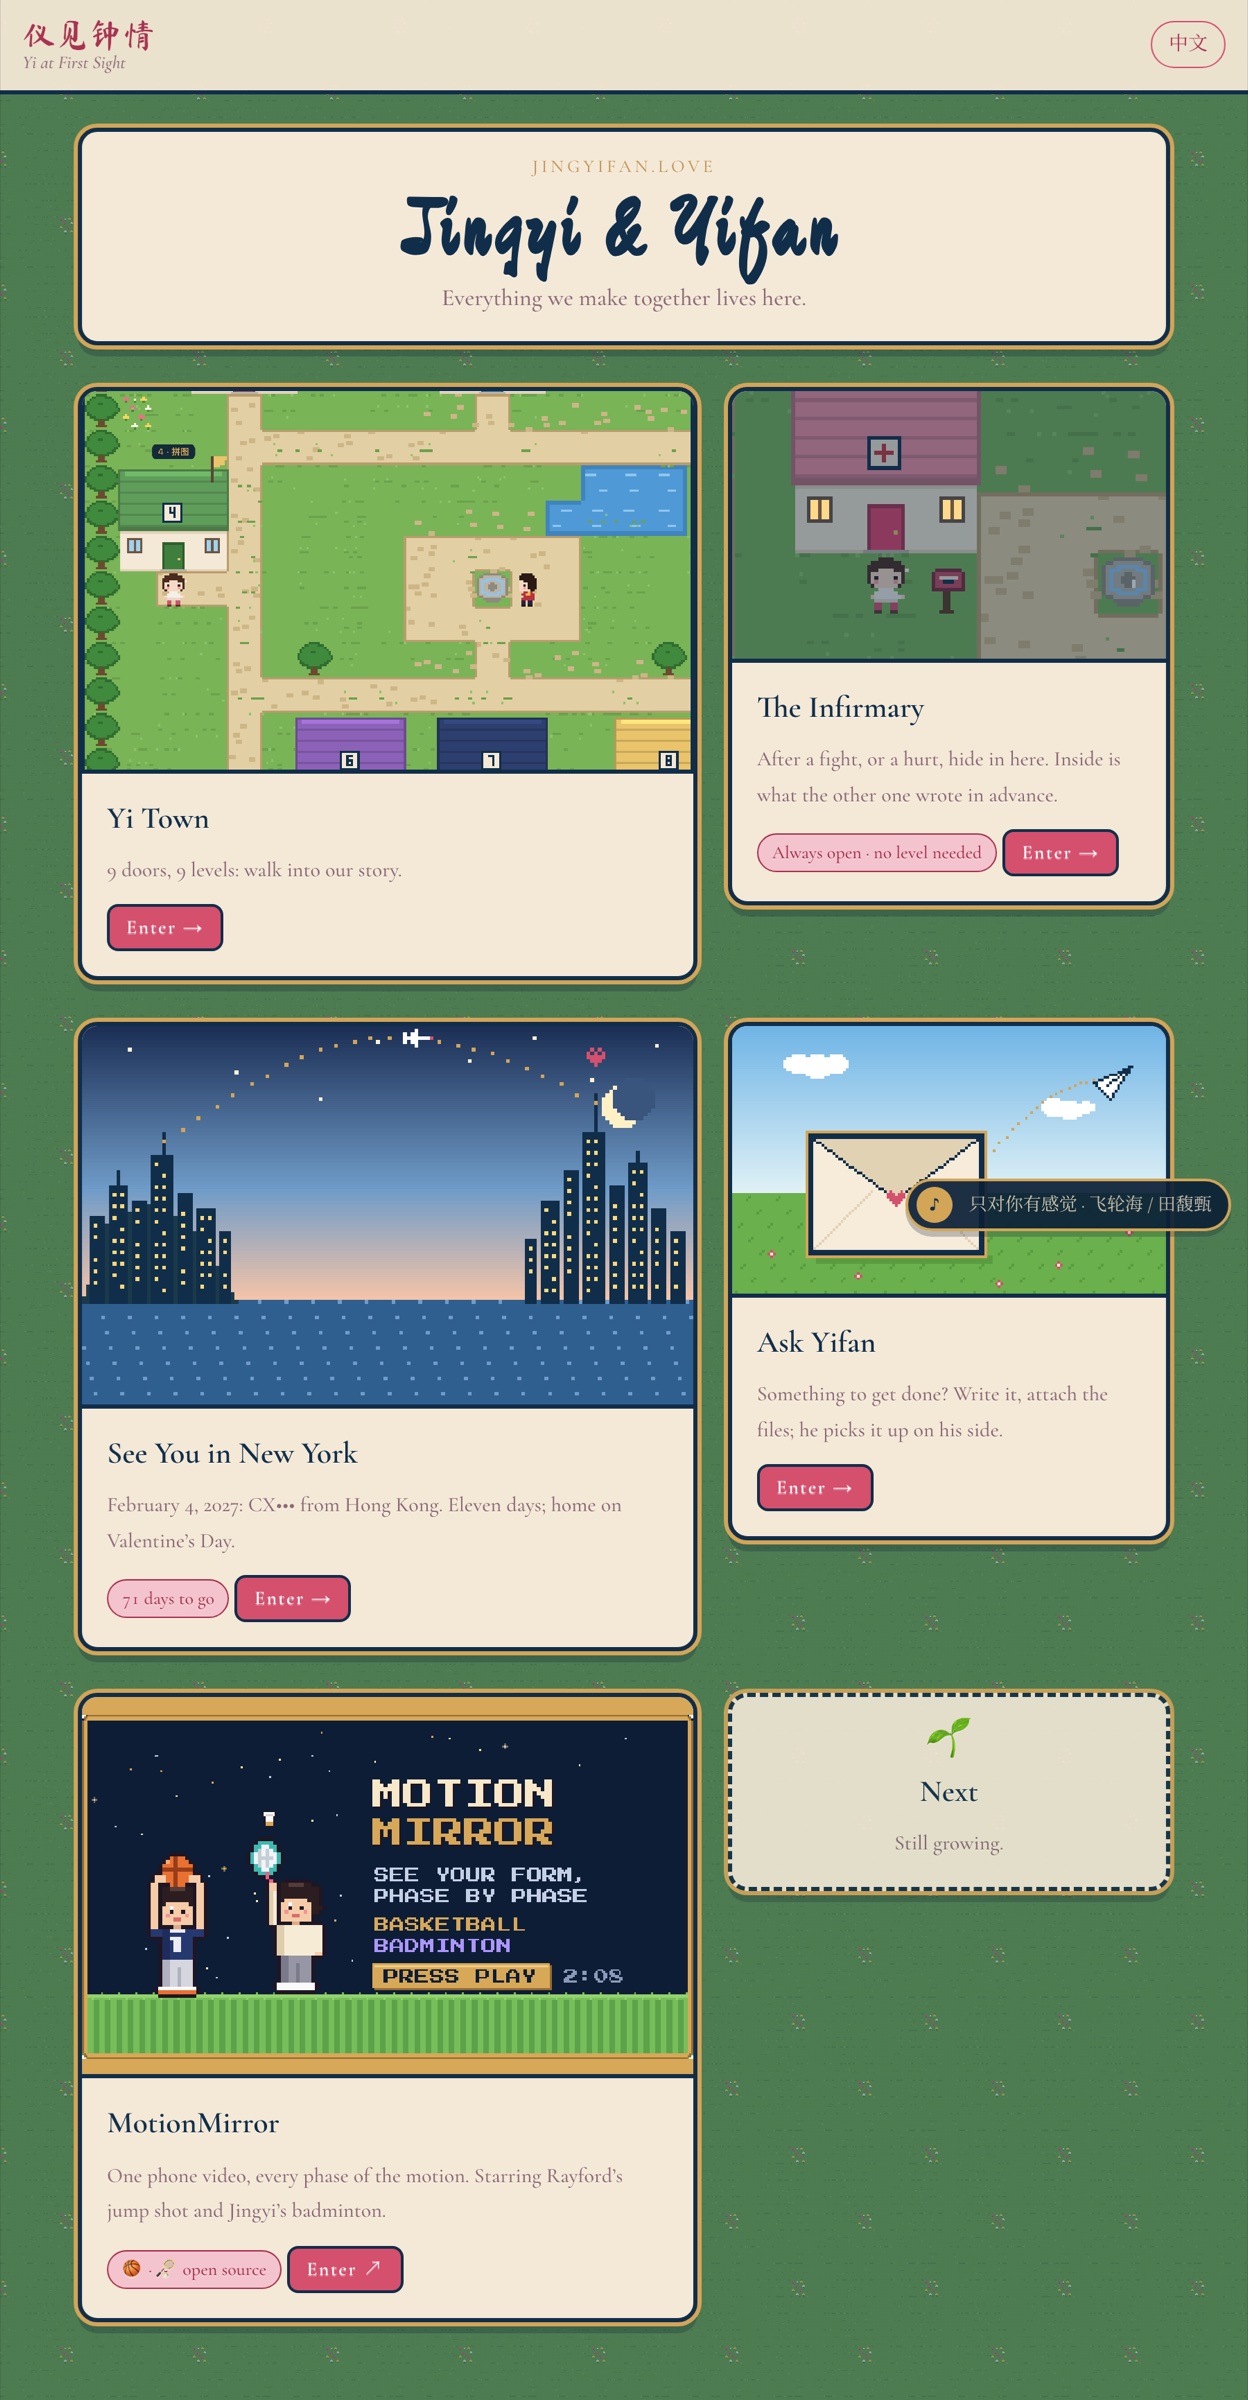 仪见钟情
Yi at First Sight
中文
JINGYIFAN.LOVE
Jingyi & Yifan
Everything we make together lives here.
4 · 拼图
4
6
7
8
Yi Town
9 doors, 9 levels: walk into our story.
Enter →
The Infirmary
After a fight, or a hurt, hide in here. Inside is
what the other one wrote in advance.
Always open · no level needed
Enter →
See You in New York
February 4, 2027: CX••• from Hong Kong. Eleven days; home on
Valentine's Day.
71 days to go
Enter →
♪ 只对你有感觉 · 飞轮海 / 田馥甄
Ask Yifan
Something to get done? Write it, attach the
files; he picks it up on his side.
Enter →
MOTION
MIRROR
SEE YOUR FORM,
PHASE BY PHASE
BASKETBALL
BADMINTON
PRESS PLAY 2:08
1
MotionMirror
One phone video, every phase of the motion. Starring Rayford's
jump shot and Jingyi's badminton.
🏀 · 🏸 open source
Enter ↗
Next
Still growing.